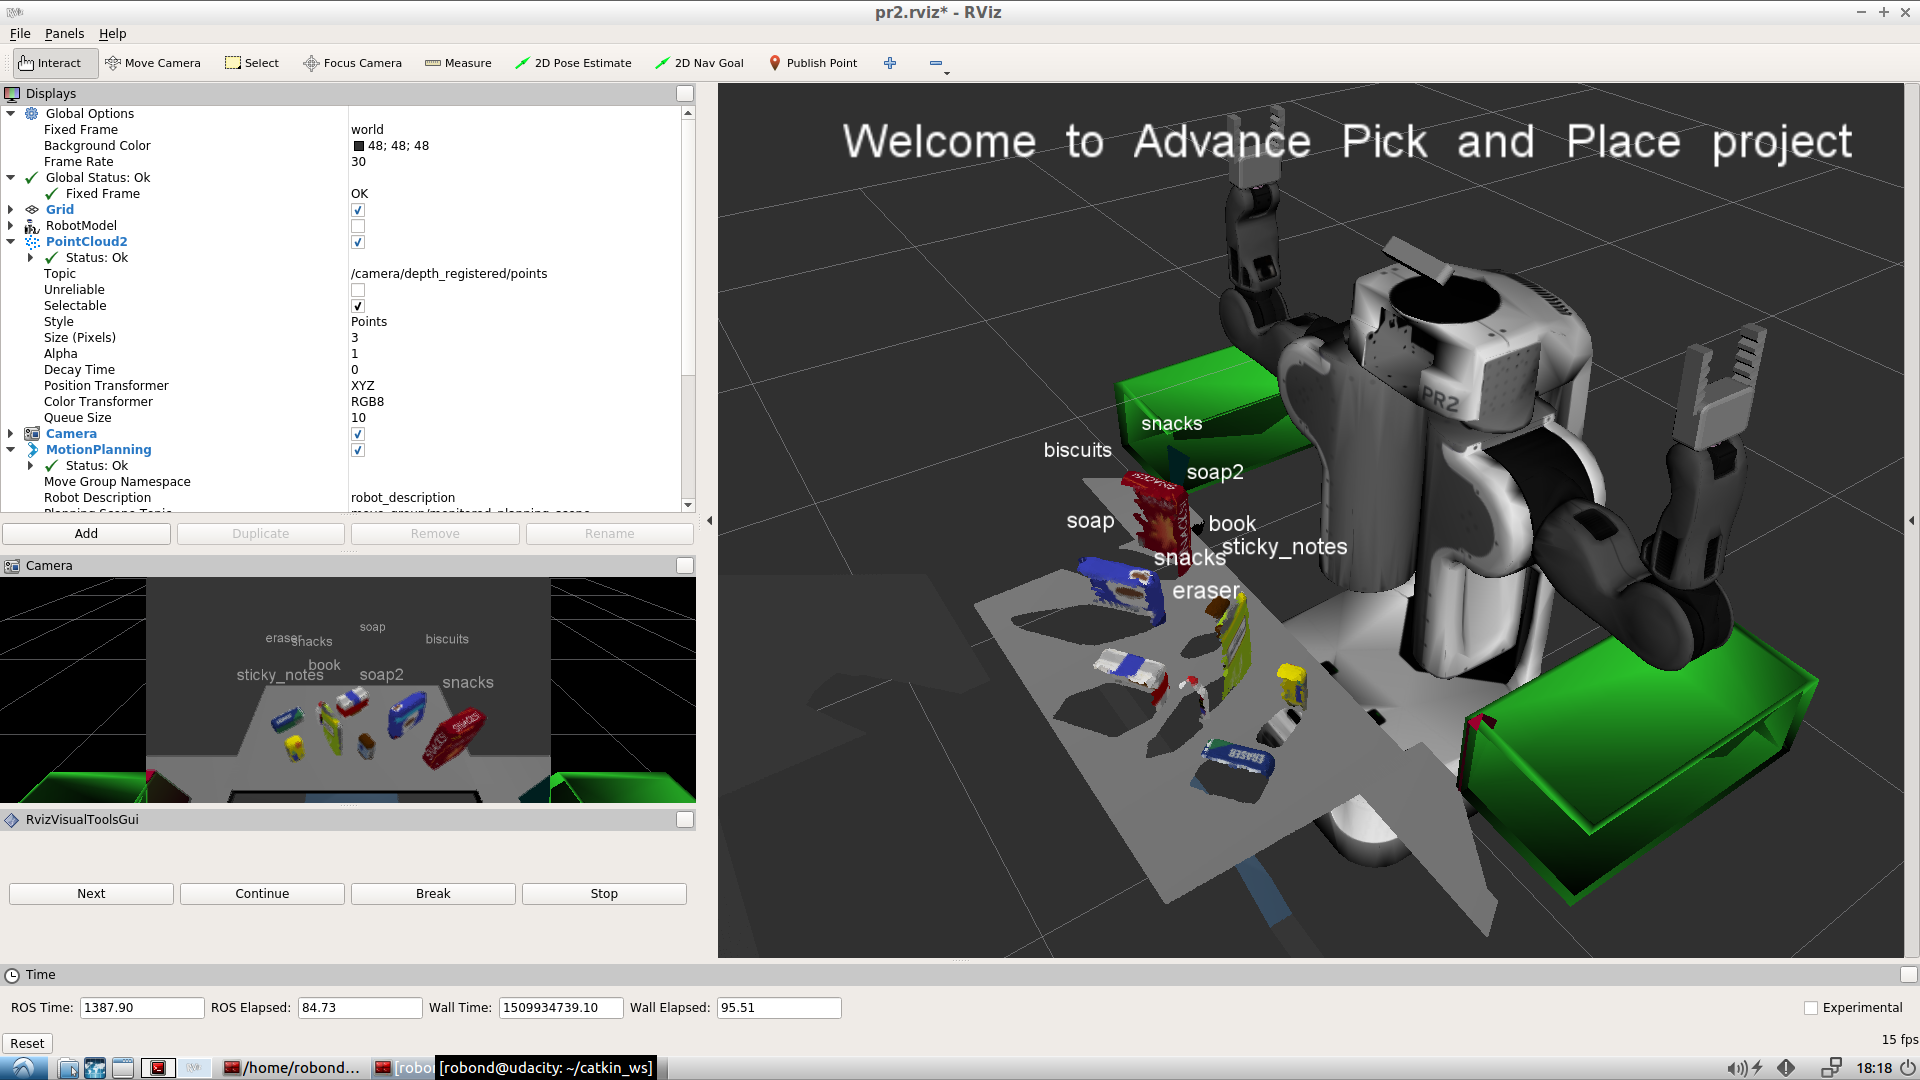 pr2.rviz* - RViz
File Panels Help
Interact Move Camera Select Focus Camera Measure 2D Pose Estimate 2D Nav Goal Publish Point
Displays
Global Options
Fixed Frame world
Background Color 48; 48; 48
Frame Rate 30
Global Status: Ok
Fixed Frame OK
Grid
RobotModel
PointCloud2
Status: Ok
Topic /camera/depth_registered/points
Unreliable
Selectable
Style Points
Size (Pixels) 3
Alpha 1
Decay Time 0
Position Transformer XYZ
Color Transformer RGB8
Queue Size 10
Camera
MotionPlanning
Status: Ok
Move Group Namespace
Robot Description robot_description
Add Duplicate Remove Rename
Camera
soap
eraser
snacks
biscuits
book
sticky_notes
soap2
snacks
SNACKS
SNACKS
RvizVisualToolsGui
Next Continue Break Stop
Welcome to Advance Pick and Place project
PR2
snacks
biscuits
soap2
SNACKS
SNACKS
soap
book
sticky_notes
snacks
eraser
ERASER
Time
ROS Time: 1387.90 ROS Elapsed: 84.73 Wall Time: 1509934739.10 Wall Elapsed: 95.51 Experimental
Reset 15 fps
/home/robond... [robo [robond@udacity: ~/catkin_ws] 18:18